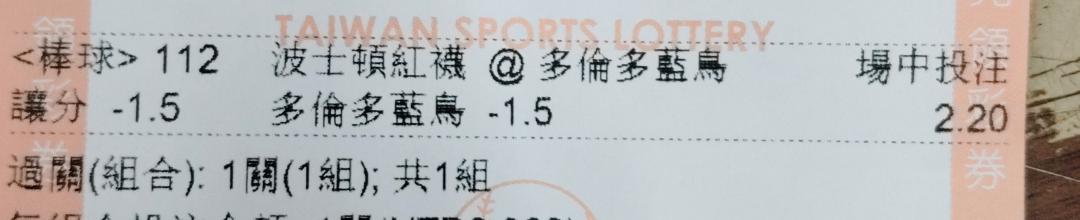 TAIWAN SPORTS LOTTERY
<棒球> 112 波士頓紅襪 @ 多倫多藍鳥 場中投注
讓分 -1.5 多倫多藍鳥 -1.5 2.20
過關(組合): 1關(1組); 共1組